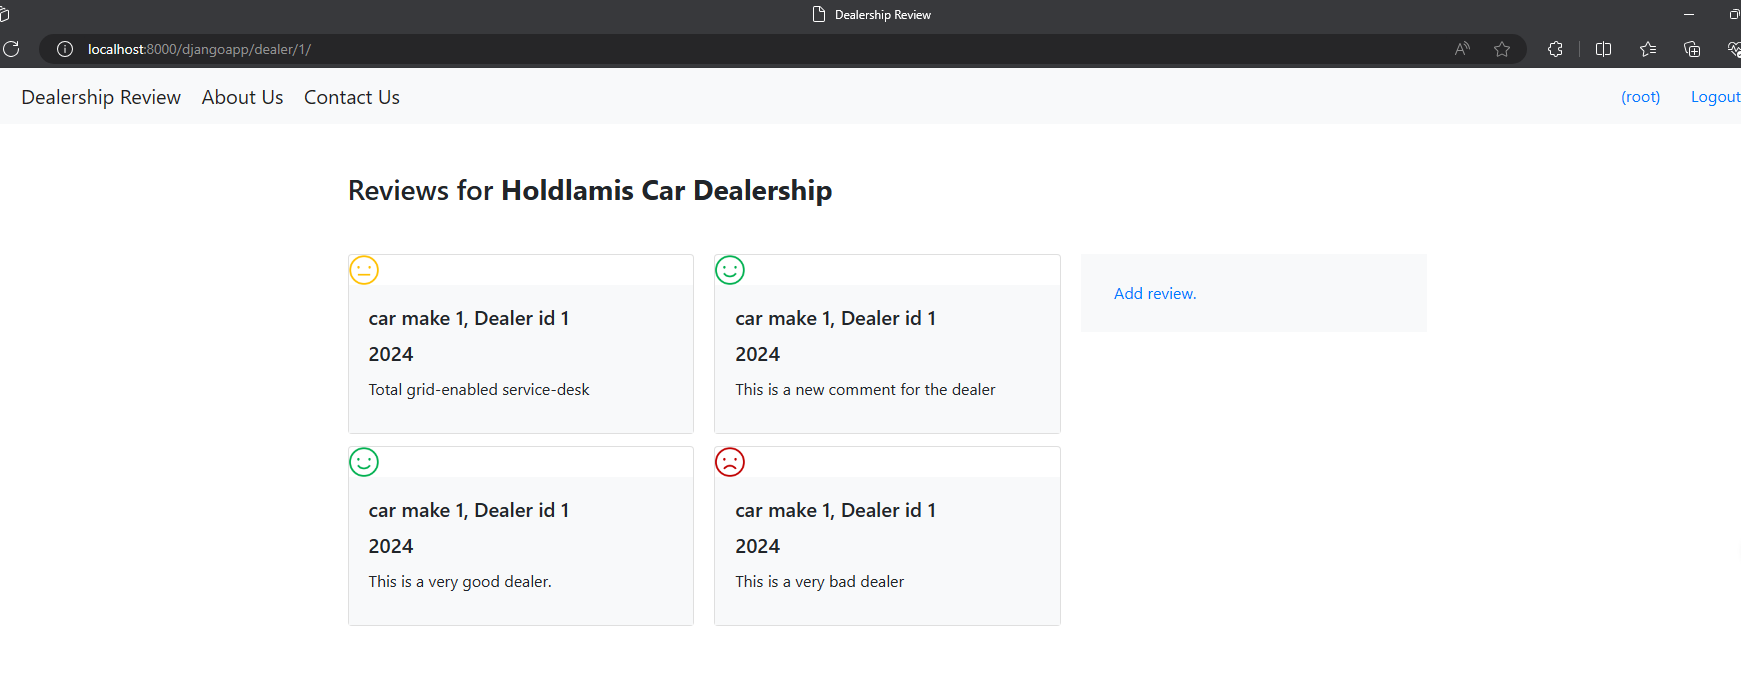 Dealership Review
localhost:8000/djangoapp/dealer/1/
Dealership Review About Us Contact Us (root) Logout
Reviews for Holdlamis Car Dealership
car make 1, Dealer id 1
2024
Total grid-enabled service-desk
car make 1, Dealer id 1
2024
This is a new comment for the dealer
Add review.
car make 1, Dealer id 1
2024
This is a very good dealer.
car make 1, Dealer id 1
2024
This is a very bad dealer